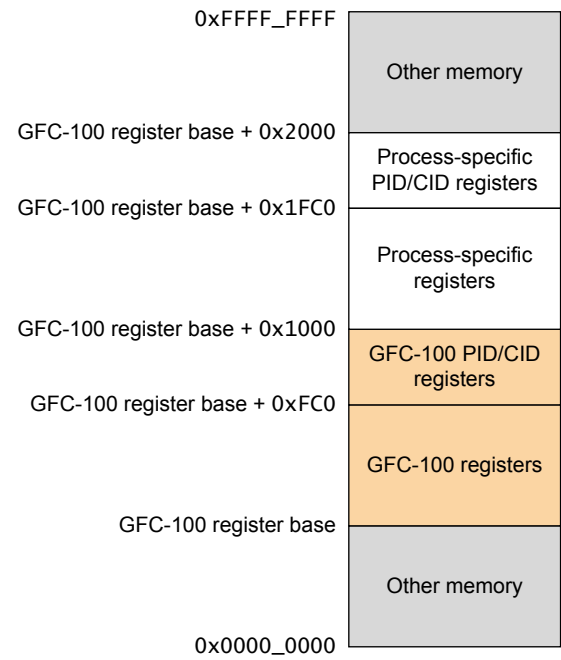 0xFFFF_FFFF
Other memory
GFC-100 register base + 0x2000
Process-specific
PID/CID registers
GFC-100 register base + 0x1FC0
Process-specific
registers
GFC-100 register base + 0x1000
GFC-100 PID/CID
registers
GFC-100 register base + 0xFC0
GFC-100 registers
GFC-100 register base
Other memory
0x0000_0000